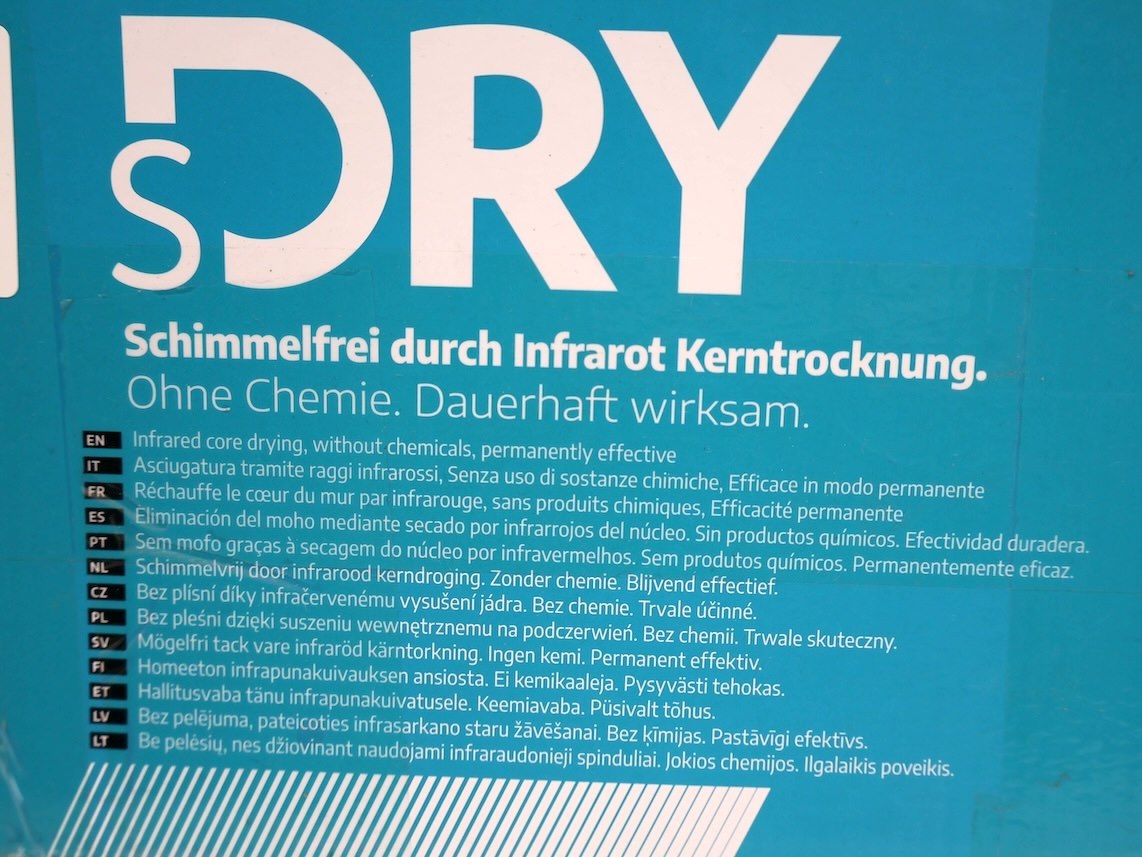 sDRY
Schimmelfrei durch Infrarot Kerntrocknung.
Ohne Chemie. Dauerhaft wirksam.
EN Infrared core drying, without chemicals, permanently effective
IT Asciugatura tramite raggi infrarossi, Senza uso di sostanze chimiche, Efficace in modo permanente
FR Réchauffe le cœur du mur par infrarouge, sans produits chimiques, Efficacité permanente
ES Eliminación del moho mediante secado por infrarrojos del núcleo. Sin productos químicos. Efectividad duradera.
PT Sem mofo graças à secagem do núcleo por infravermelhos. Sem produtos químicos. Permanentemente eficaz.
NL Schimmelvrij door infrarood kerndroging. Zonder chemie. Blijvend effectief.
CZ Bez plísní díky infračervenému vysušení jádra. Bez chemie. Trvale účinné.
PL Bez pleśni dzięki suszeniu wewnętrznemu na podczerwień. Bez chemii. Trwale skuteczny.
SV Mögelfri tack vare infraröd kärntorkning. Ingen kemi. Permanent effektiv.
FI Homeeton infrapunakuivauksen ansiosta. Ei kemikaaleja. Pysyvästi tehokas.
ET Hallitusvaba tänu infrapunakuivatusele. Keemiavaba. Püsivalt tõhus.
LV Bez pelējuma, pateicoties infrasarkano staru žāvēšanai. Bez ķīmijas. Pastāvīgi efektīvs.
LT Be pelėsių, nes džiovinant naudojami infraraudonieji spinduliai. Jokios chemijos. Ilgalaikis poveikis.